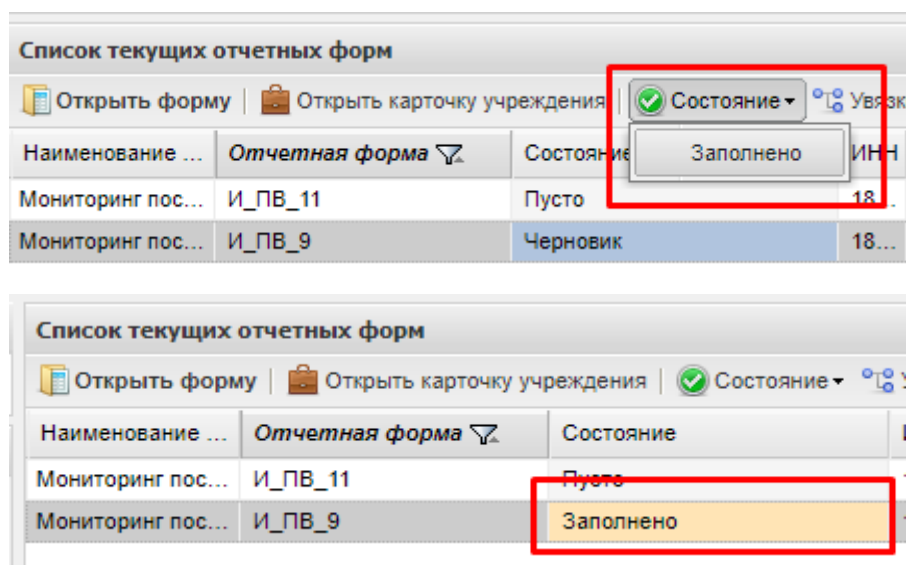 Список текущих отчетных форм
Открыть форму Открыть карточку учреждения Состояние Увязк
Заполнено
Наименование ... Отчетная форма Состояние ИНН
Мониторинг пос... И_ПВ_11 Пусто 18...
Мониторинг пос... И_ПВ_9 Черновик 18...
Список текущих отчетных форм
Открыть форму Открыть карточку учреждения Состояние
Наименование ... Отчетная форма Состояние
Мониторинг пос... И_ПВ_11 Пусто
Мониторинг пос... И_ПВ_9 Заполнено